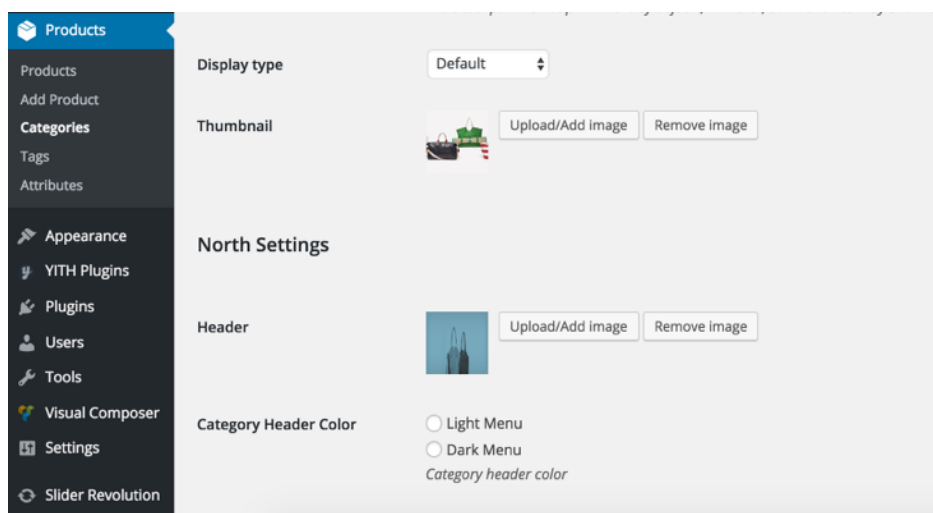 Products
Products
Add Product
Categories
Tags
Attributes
Appearance
YITH Plugins
Plugins
Users
Tools
Visual Composer
Settings
Slider Revolution
Display type Default
Thumbnail Upload/Add image Remove image
North Settings
Header Upload/Add image Remove image
Category Header Color Light Menu
Dark Menu
Category header color